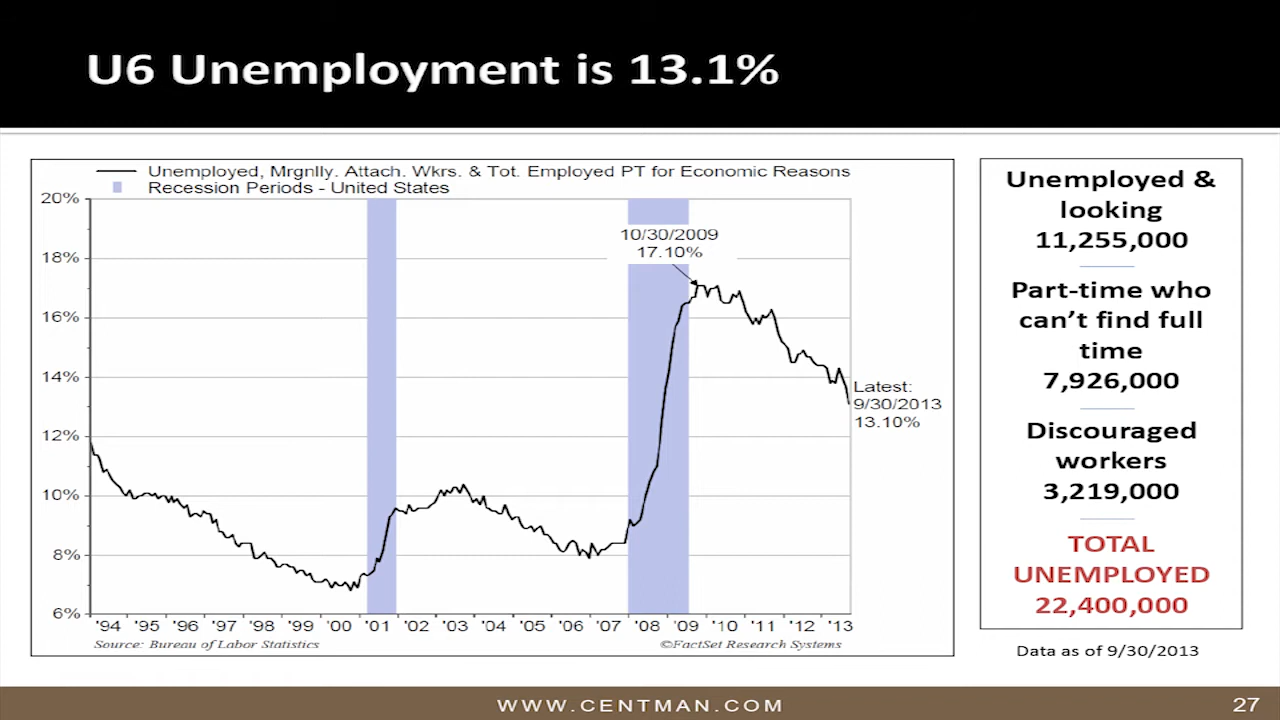 U6 Unemployment is 13.1%
Unemployed, Mrgnlly. Attach. Wkrs. & Tot. Employed PT for Economic Reasons
Recession Periods - United States
20%
18%
16%
14%
12%
10%
8%
6%
10/30/2009
17.10%
Latest:
9/30/2013
13.10%
'94 '95 '96 '97 '98 '99 '00 '01 '02 '03 '04 '05 '06 '07 '08 '09 '10 '11 '12 '13
Source: Bureau of Labor Statistics
©FactSet Research Systems
Unemployed &
looking
11,255,000
Part-time who
can't find full
time
7,926,000
Discouraged
workers
3,219,000
TOTAL
UNEMPLOYED
22,400,000
Data as of 9/30/2013
WWW.CENTMAN.COM
27